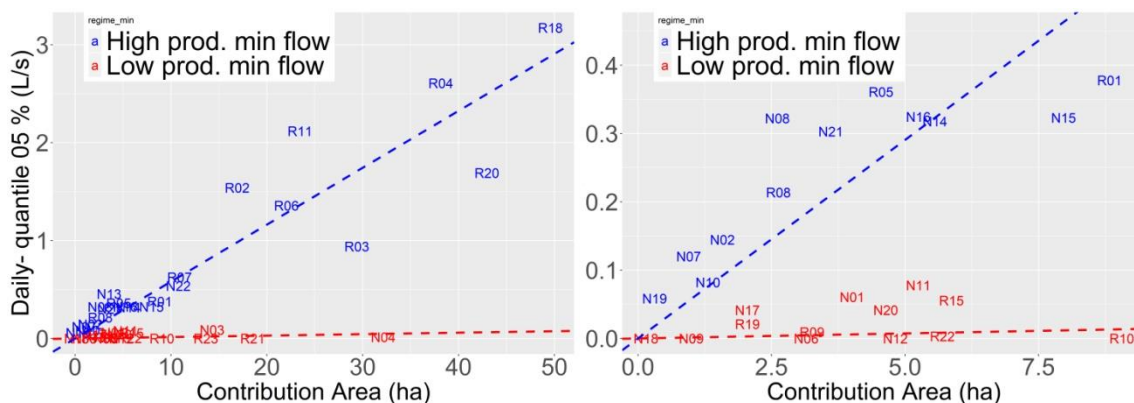 regime_min
a High prod. min flow
a Low prod. min flow
Daily- quantile 05 % (L/s)
3
2
1
0
R18
R04
R11
R20
R02
R06
R03
R07
N22
N13
R01
N15
N03
R10
R23
R21
N04
0 10 20 30 40 50
Contribution Area (ha)
regime_min
a High prod. min flow
a Low prod. min flow
0.4
0.3
0.2
0.1
0.0
R01
R05
N08
N16
N14
N15
N21
R08
N02
N07
N10
N19
N11
N01
R15
N17
N04
R19
R09
N18
N09
N06
N12
R22
R10
0.0 2.5 5.0 7.5
Contribution Area (ha)